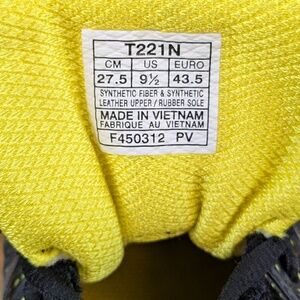 T221N
CM US EURO
27.5 9½ 43.5
SYNTHETIC FIBER & SYNTHETIC
LEATHER UPPER / RUBBER SOLE
MADE IN VIETNAM
FABRIQUE AU VIETNAM
F450312 PV